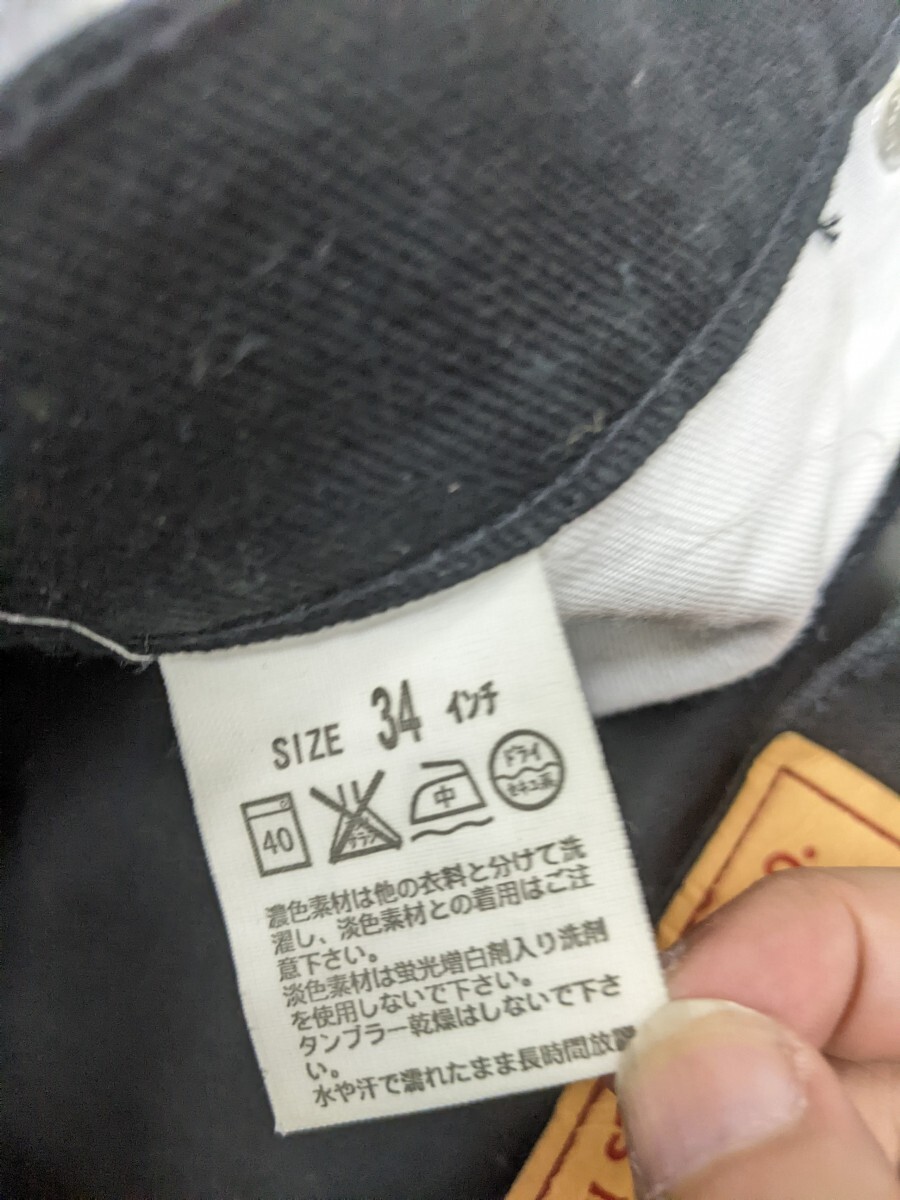 SIZE 34 インチ
40 中 ドライ セキユ系
濃色素材は他の衣料と分けて洗
濯し、淡色素材との着用はご注
意下さい。
淡色素材は蛍光増白剤入り洗剤
を使用しないで下さい。
タンブラー乾燥はしないで下さ
い。
水や汗で濡れたまま長時間放